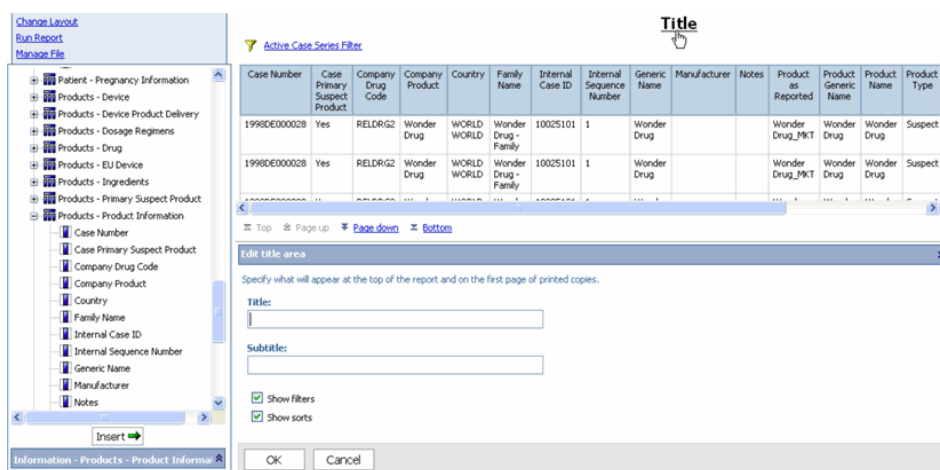 Change Layout
Run Report
Manage File
Patient - Pregnancy Information
Products - Device
Products - Device Product Delivery
Products - Dosage Regimens
Products - Drug
Products - EU Device
Products - Ingredients
Products - Primary Suspect Product
Products - Product Information
Case Number
Case Primary Suspect Product
Company Drug Code
Company Product
Country
Family Name
Internal Case ID
Internal Sequence Number
Generic Name
Manufacturer
Notes
Insert
Information - Products - Product Informa
Title
Active Case Series Filter
Case Number Case Primary Suspect Product Company Drug Code Company Product Country Family Name Internal Case ID Internal Sequence Number Generic Name Manufacturer Notes Product as Reported Product Generic Name Product Name Product Type
1998DE000028 Yes RELDRG2 Wonder Drug WORLD WORLD Wonder Drug - Family 10025101 1 Wonder Drug Wonder Drug_MKT Wonder Drug Wonder Drug Suspect
1998DE000028 Yes RELDRG2 Wonder Drug WORLD WORLD Wonder Drug - Family 10025101 1 Wonder Drug Wonder Drug_MKT Wonder Drug Wonder Drug Suspect
Top Page up Page down Bottom
Edit title area
Specify what will appear at the top of the report and on the first page of printed copies.
Title:
Subtitle:
Show filters
Show sorts
OK Cancel